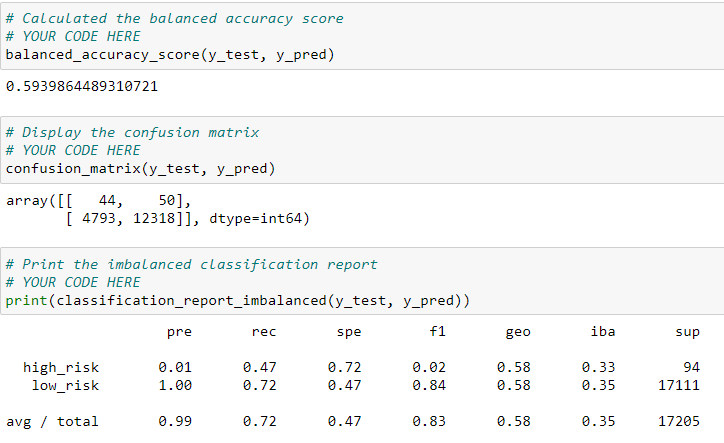 # Calculated the balanced accuracy score
# YOUR CODE HERE
balanced_accuracy_score(y_test, y_pred)
0.5939864489310721
# Display the confusion matrix
# YOUR CODE HERE
confusion_matrix(y_test, y_pred)
array([[   44,    50],
       [ 4793, 12318]], dtype=int64)
# Print the imbalanced classification report
# YOUR CODE HERE
print(classification_report_imbalanced(y_test, y_pred))
                   pre       rec       spe        f1       geo       iba       sup
  high_risk       0.01      0.47      0.72      0.02      0.58      0.33        94
   low_risk       1.00      0.72      0.47      0.84      0.58      0.35     17111
avg / total       0.99      0.72      0.47      0.83      0.58      0.35     17205